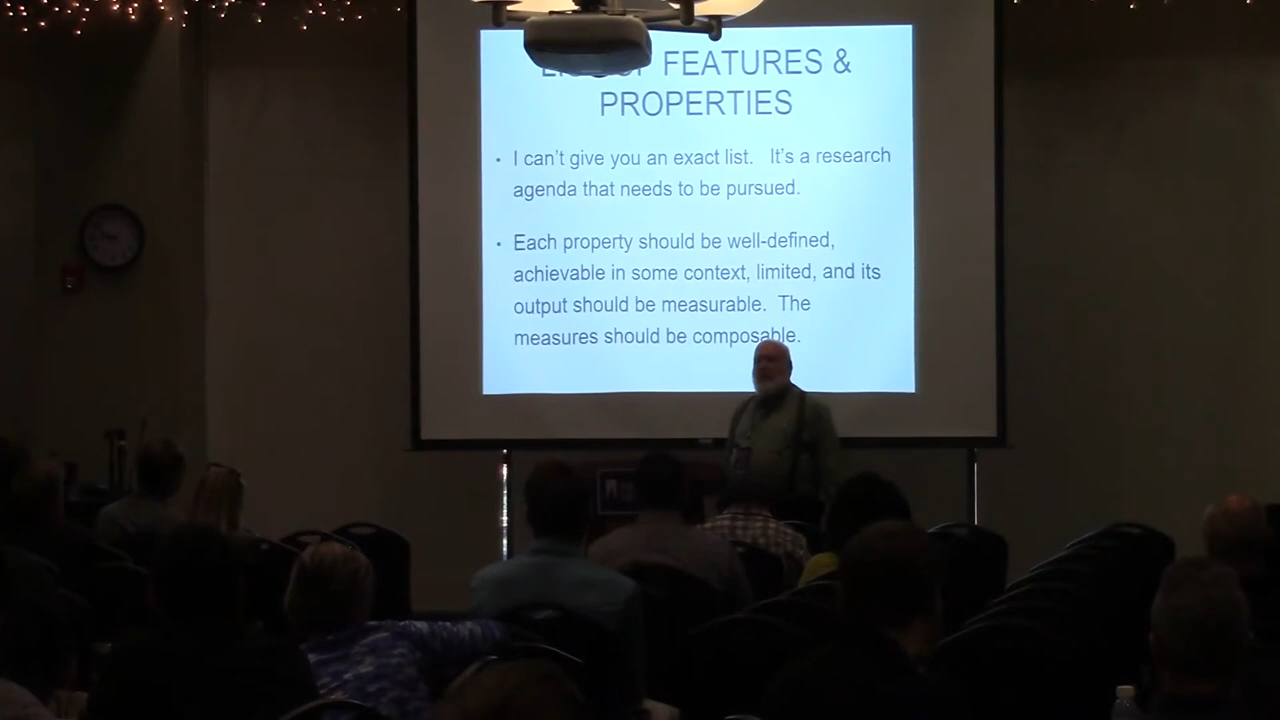 FEATURES &
PROPERTIES
• I can't give you an exact list. It's a research
agenda that needs to be pursued.
• Each property should be well-defined,
achievable in some context, limited, and its
output should be measurable. The
measures should be composable.